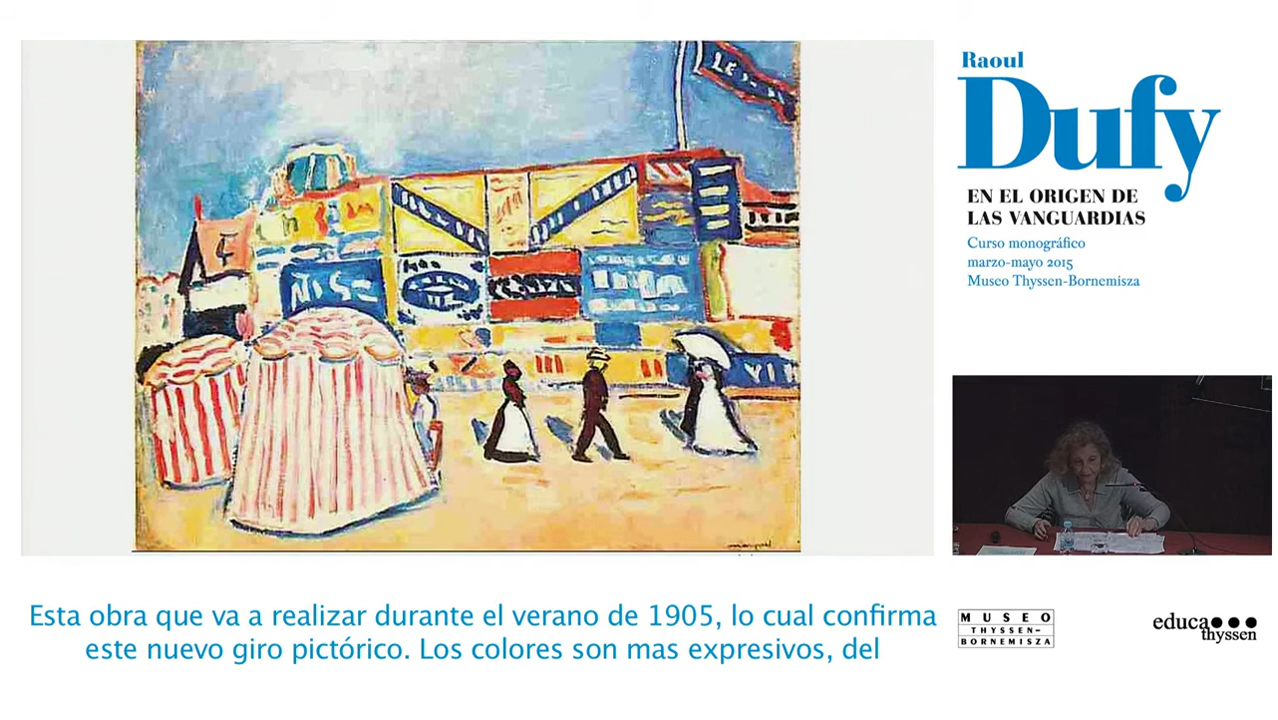 Raoul
Dufy
EN EL ORIGEN DE
LAS VANGUARDIAS
Curso monográfico
marzo-mayo 2015
Museo Thyssen-Bornemisza
Esta obra que va a realizar durante el verano de 1905, lo cual confirma
este nuevo giro pictórico. Los colores son mas expresivos, del
MUSEO
THYSSEN-
BORNEMISZA
educa
thyssen